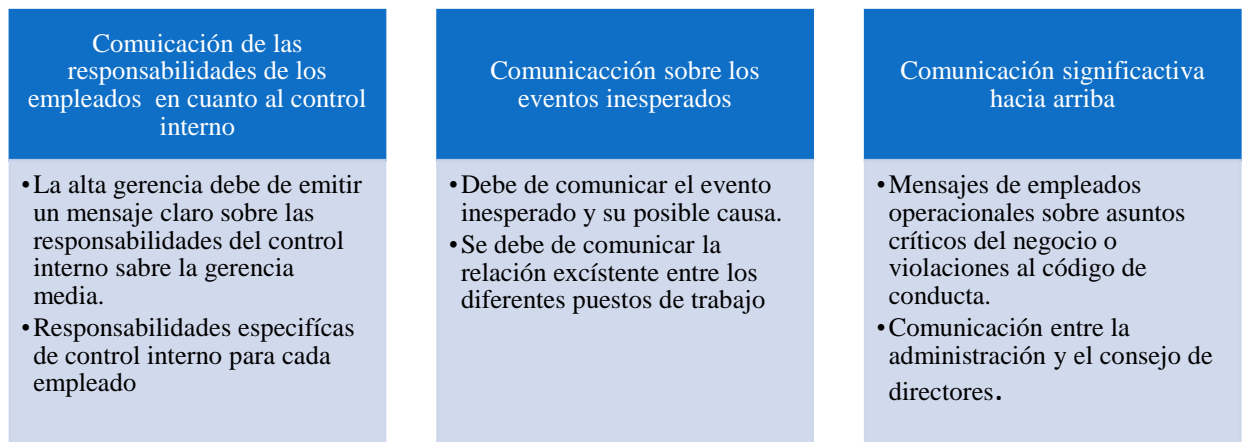 Comuicación de las
responsabilidades de los
empleados en cuanto al control
interno
•La alta gerencia debe de emitir
un mensaje claro sobre las
responsabilidades del control
interno sabre la gerencia
media.
•Responsabilidades especifícas
de control interno para cada
empleado
Comunicacción sobre los
eventos inesperados
•Debe de comunicar el evento
inesperado y su posible causa.
•Se debe de comunicar la
relación excístente entre los
diferentes puestos de trabajo
Comunicación significactiva
hacia arriba
•Mensajes de empleados
operacionales sobre asuntos
críticos del negocio o
violaciones al código de
conducta.
•Comunicación entre la
administración y el consejo de
directores.